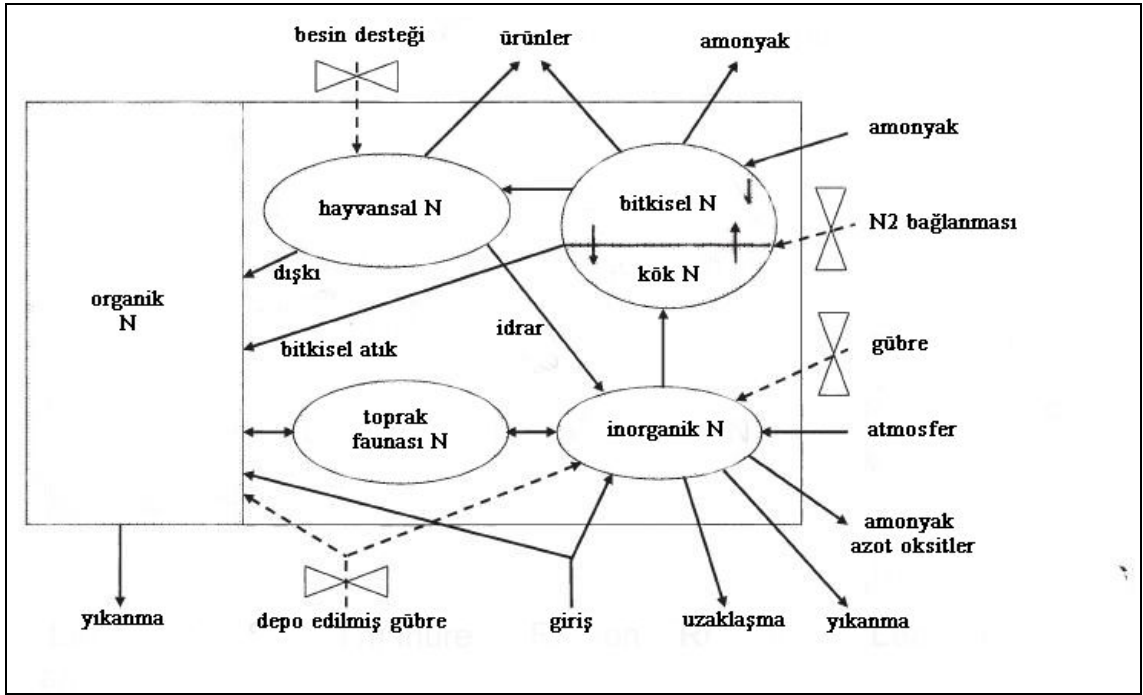 besin desteği
ürünler
amonyak
amonyak
hayvansal N
bitkisel N
N2 bağlanması
dışkı
kök N
organik
N
idrar
bitkisel atık
gübre
toprak
faunası N
inorganik N
atmosfer
amonyak
azot oksitler
yıkanma
depo edilmiş gübre
giriş
uzaklaşma
yıkanma